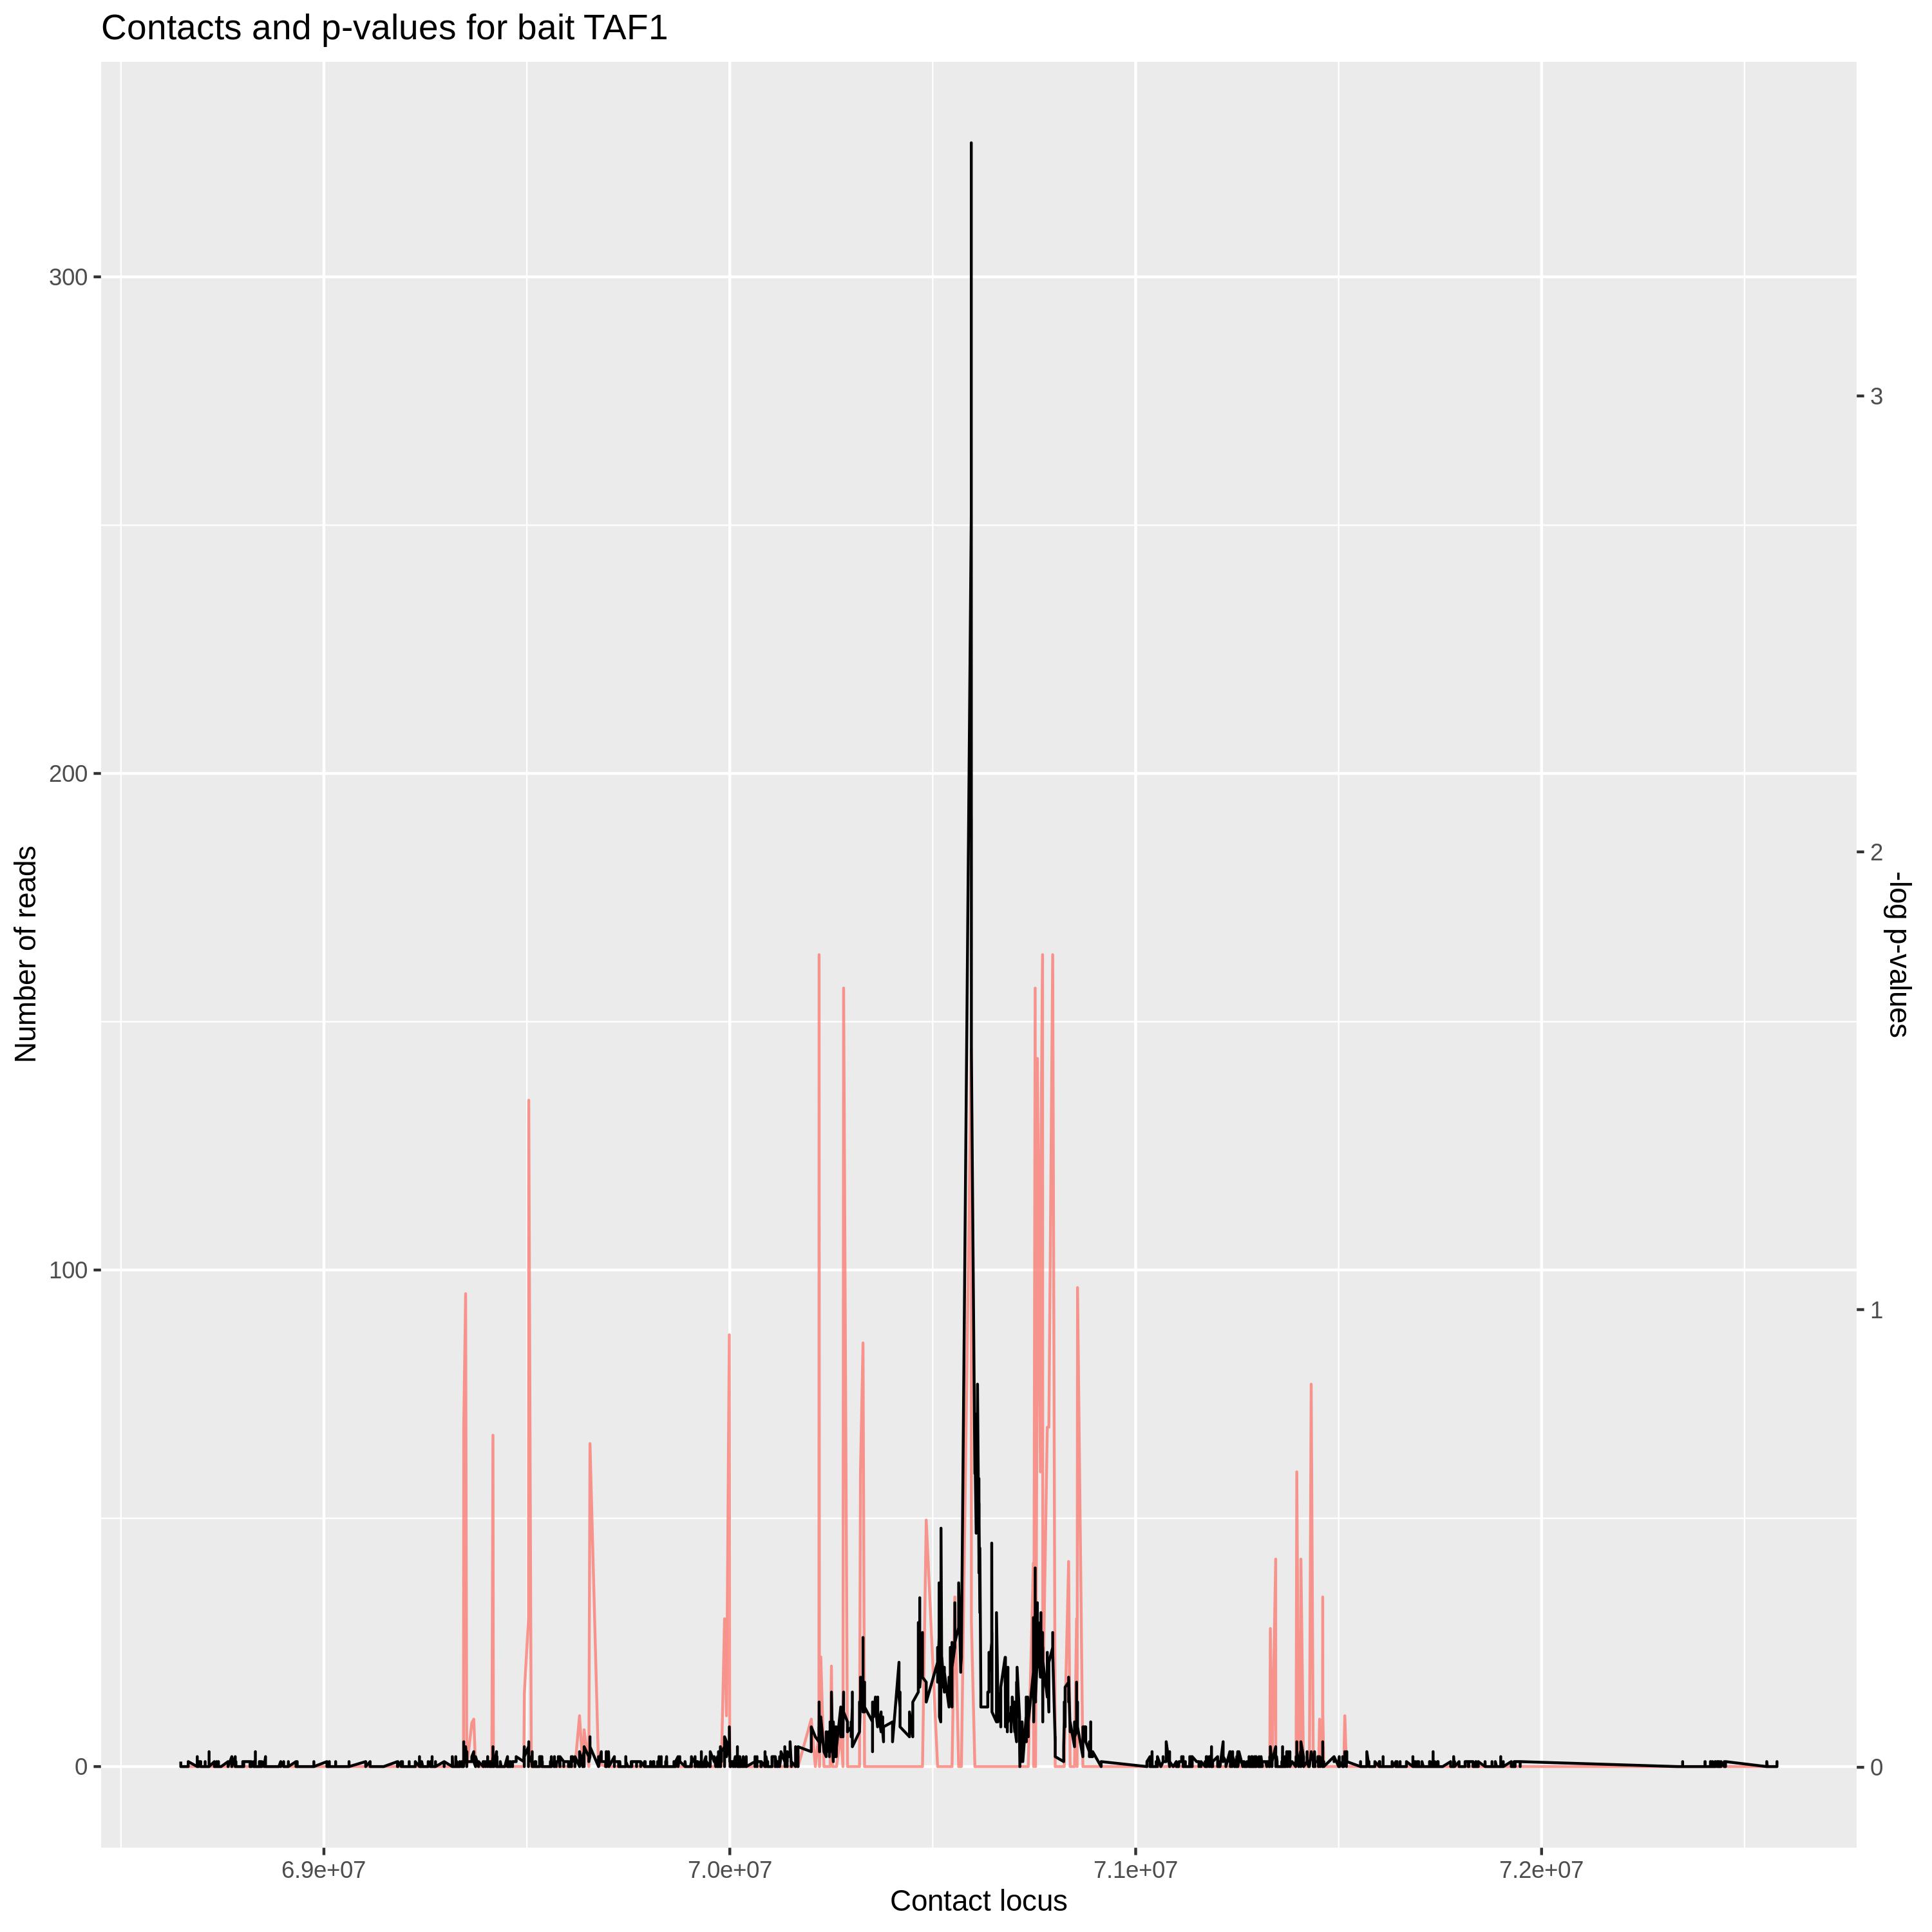 Contacts and p-values for bait TAF1
Number of reads
300
200
100
0
3
2
1
0
-log p-values
6.9e+07
7.0e+07
7.1e+07
7.2e+07
Contact locus